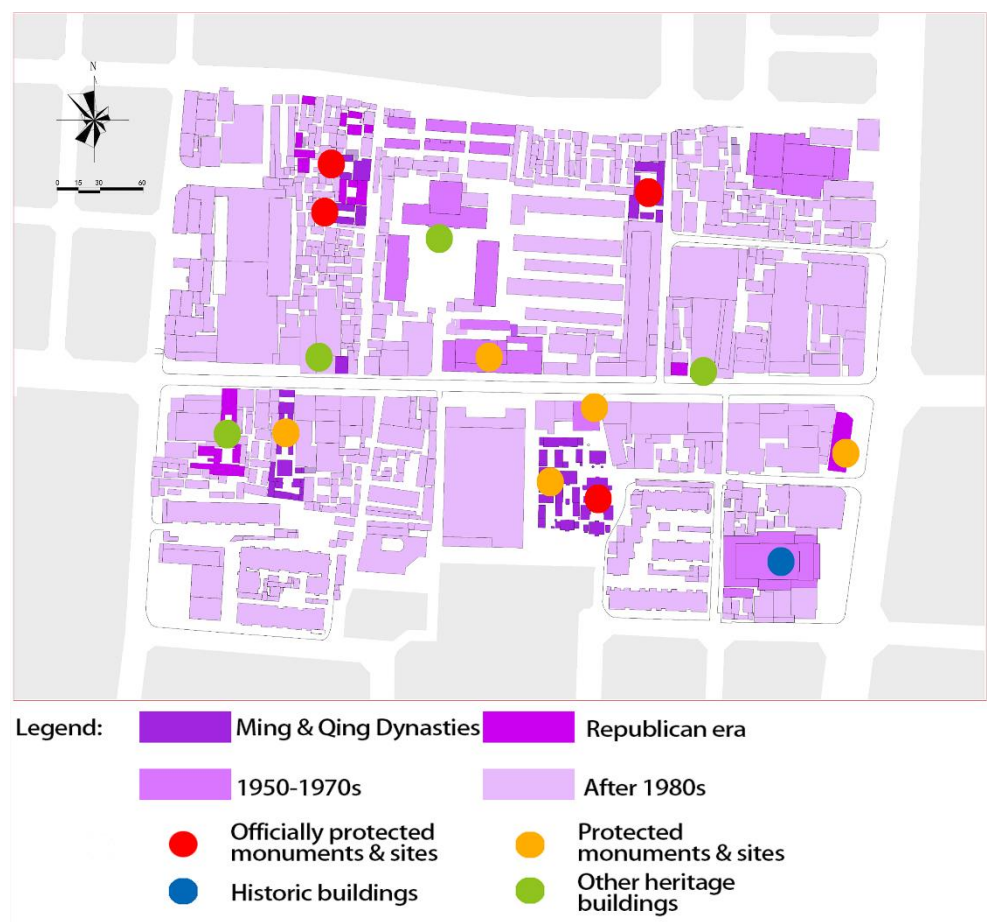 N
0 15 30 60
Legend:
Ming & Qing Dynasties
Republican era
1950-1970s
After 1980s
Officially protected
monuments & sites
Protected
monuments & sites
Historic buildings
Other heritage
buildings